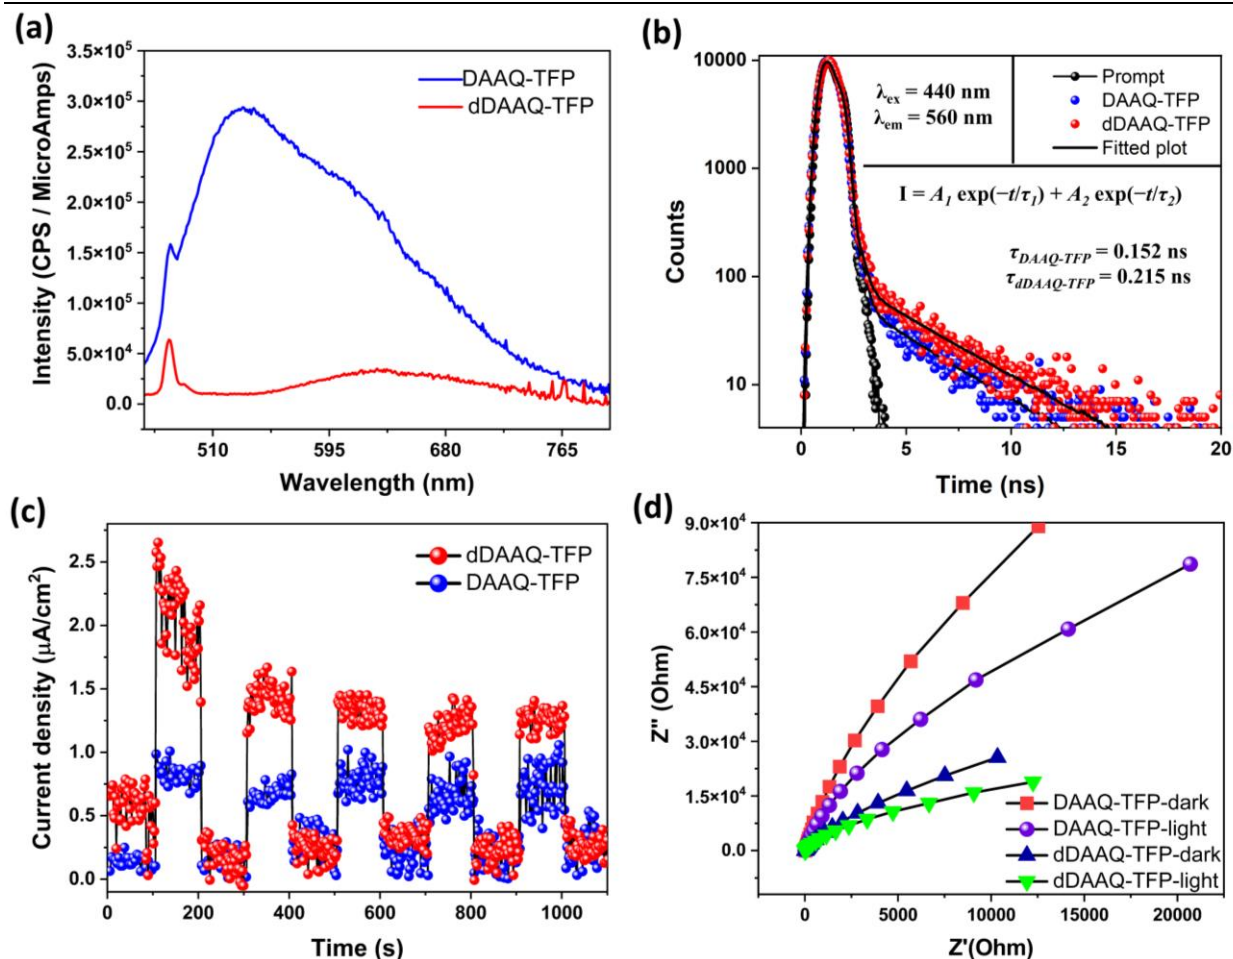 (a)
3.5×10⁵
3.0×10⁵
2.5×10⁵
2.0×10⁵
1.5×10⁵
1.0×10⁵
5.0×10⁴
0.0
Intensity (CPS / MicroAmps)
DAAQ-TFP
dDAAQ-TFP
510 595 680 765
Wavelength (nm)
(b)
10000
1000
100
10
Counts
λex = 440 nm
λem = 560 nm
Prompt
DAAQ-TFP
dDAAQ-TFP
Fitted plot
I = A₁ exp(−t/τ₁) + A₂ exp(−t/τ₂)
τDAAQ-TFP = 0.152 ns
τdDAAQ-TFP = 0.215 ns
0 5 10 15 20
Time (ns)
(c)
2.5
2.0
1.5
1.0
0.5
0.0
Current density (μA/cm²)
dDAAQ-TFP
DAAQ-TFP
0 200 400 600 800 1000
Time (s)
(d)
9.0×10⁴
7.5×10⁴
6.0×10⁴
4.5×10⁴
3.0×10⁴
1.5×10⁴
0.0
Z'' (Ohm)
DAAQ-TFP-dark
DAAQ-TFP-light
dDAAQ-TFP-dark
dDAAQ-TFP-light
0 5000 10000 15000 20000
Z'(Ohm)